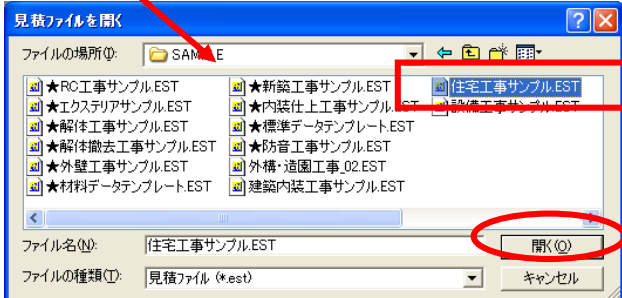 見積ファイルを開く
ファイルの場所(I): SAMPLE
★RC工事サンプル.EST
★エクステリアサンプル.EST
★解体工事サンプル.EST
★解体撤去工事サンプル.EST
★外壁工事サンプル.EST
★材料データテンプレート.EST
★新築工事サンプル.EST
★内装仕上工事サンプル.EST
★標準データテンプレート.EST
★防音工事サンプル.EST
外構・造園工事_02.EST
建築内装工事サンプル.EST
住宅工事サンプル.EST
設備工事サンプル.EST
ファイル名(N): 住宅工事サンプル.EST 開く(O)
ファイルの種類(T): 見積ファイル (*.est) キャンセル